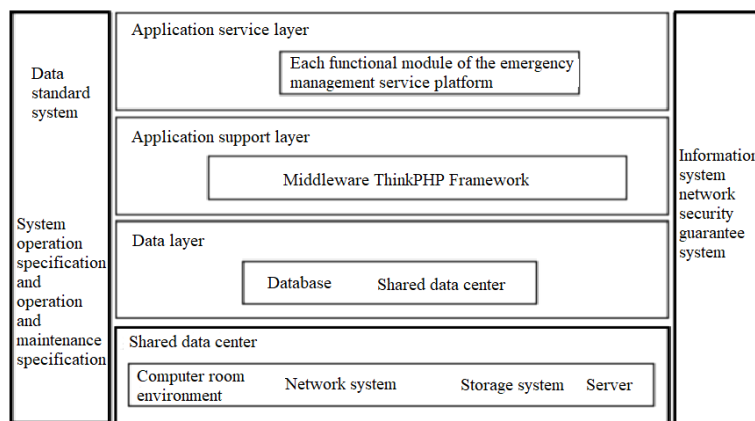 Data
standard
system
System
operation
specification
and
operation
and
maintenance
specification
Application service layer
Each functional module of the emergency
management service platform
Application support layer
Middleware ThinkPHP Framework
Data layer
Database
Shared data center
Shared data center
Computer room
environment
Network system
Storage system
Server
Information
system
network
security
guarantee
system